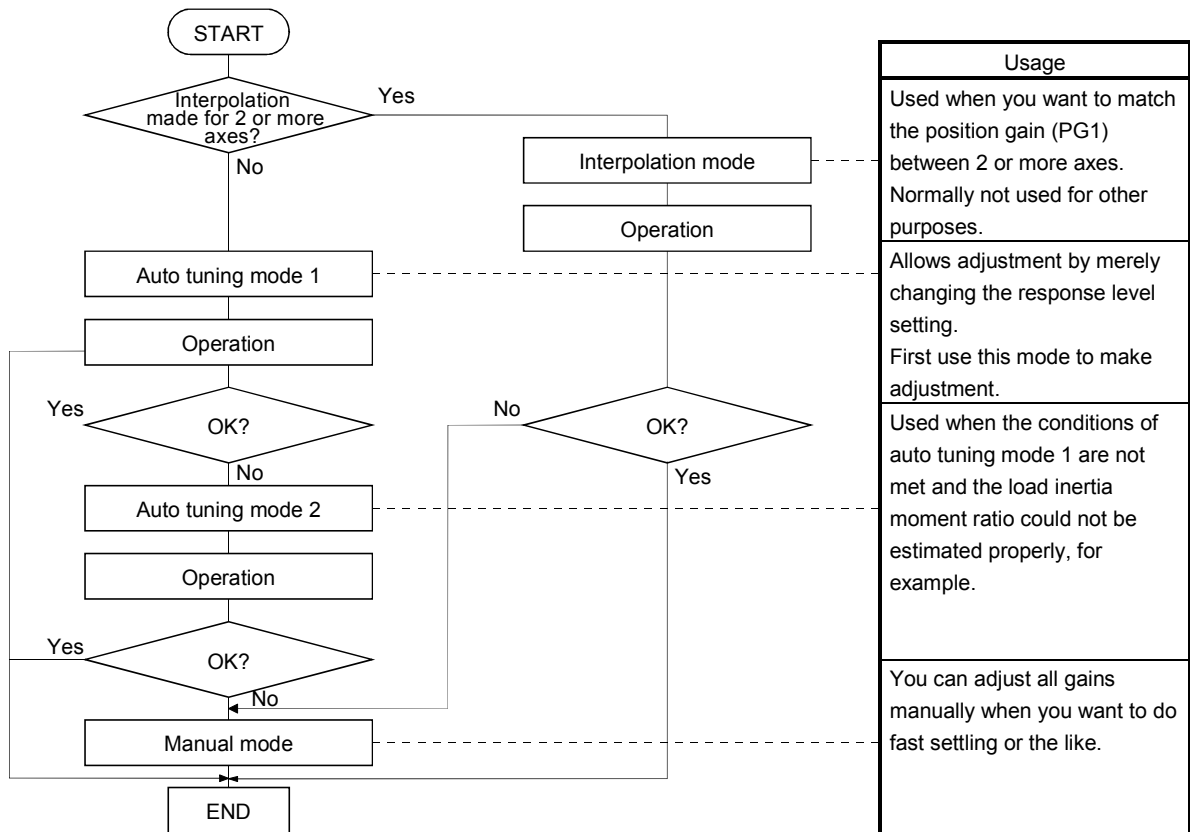 START
Interpolation
made for 2 or more
axes?
Yes
No
Interpolation mode
Operation
Auto tuning mode 1
Operation
Yes
OK?
No
No
OK?
Yes
Auto tuning mode 2
Operation
Yes
OK?
No
Manual mode
END
Usage
Used when you want to match
the position gain (PG1)
between 2 or more axes.
Normally not used for other
purposes.
Allows adjustment by merely
changing the response level
setting.
First use this mode to make
adjustment.
Used when the conditions of
auto tuning mode 1 are not
met and the load inertia
moment ratio could not be
estimated properly, for
example.
You can adjust all gains
manually when you want to do
fast settling or the like.